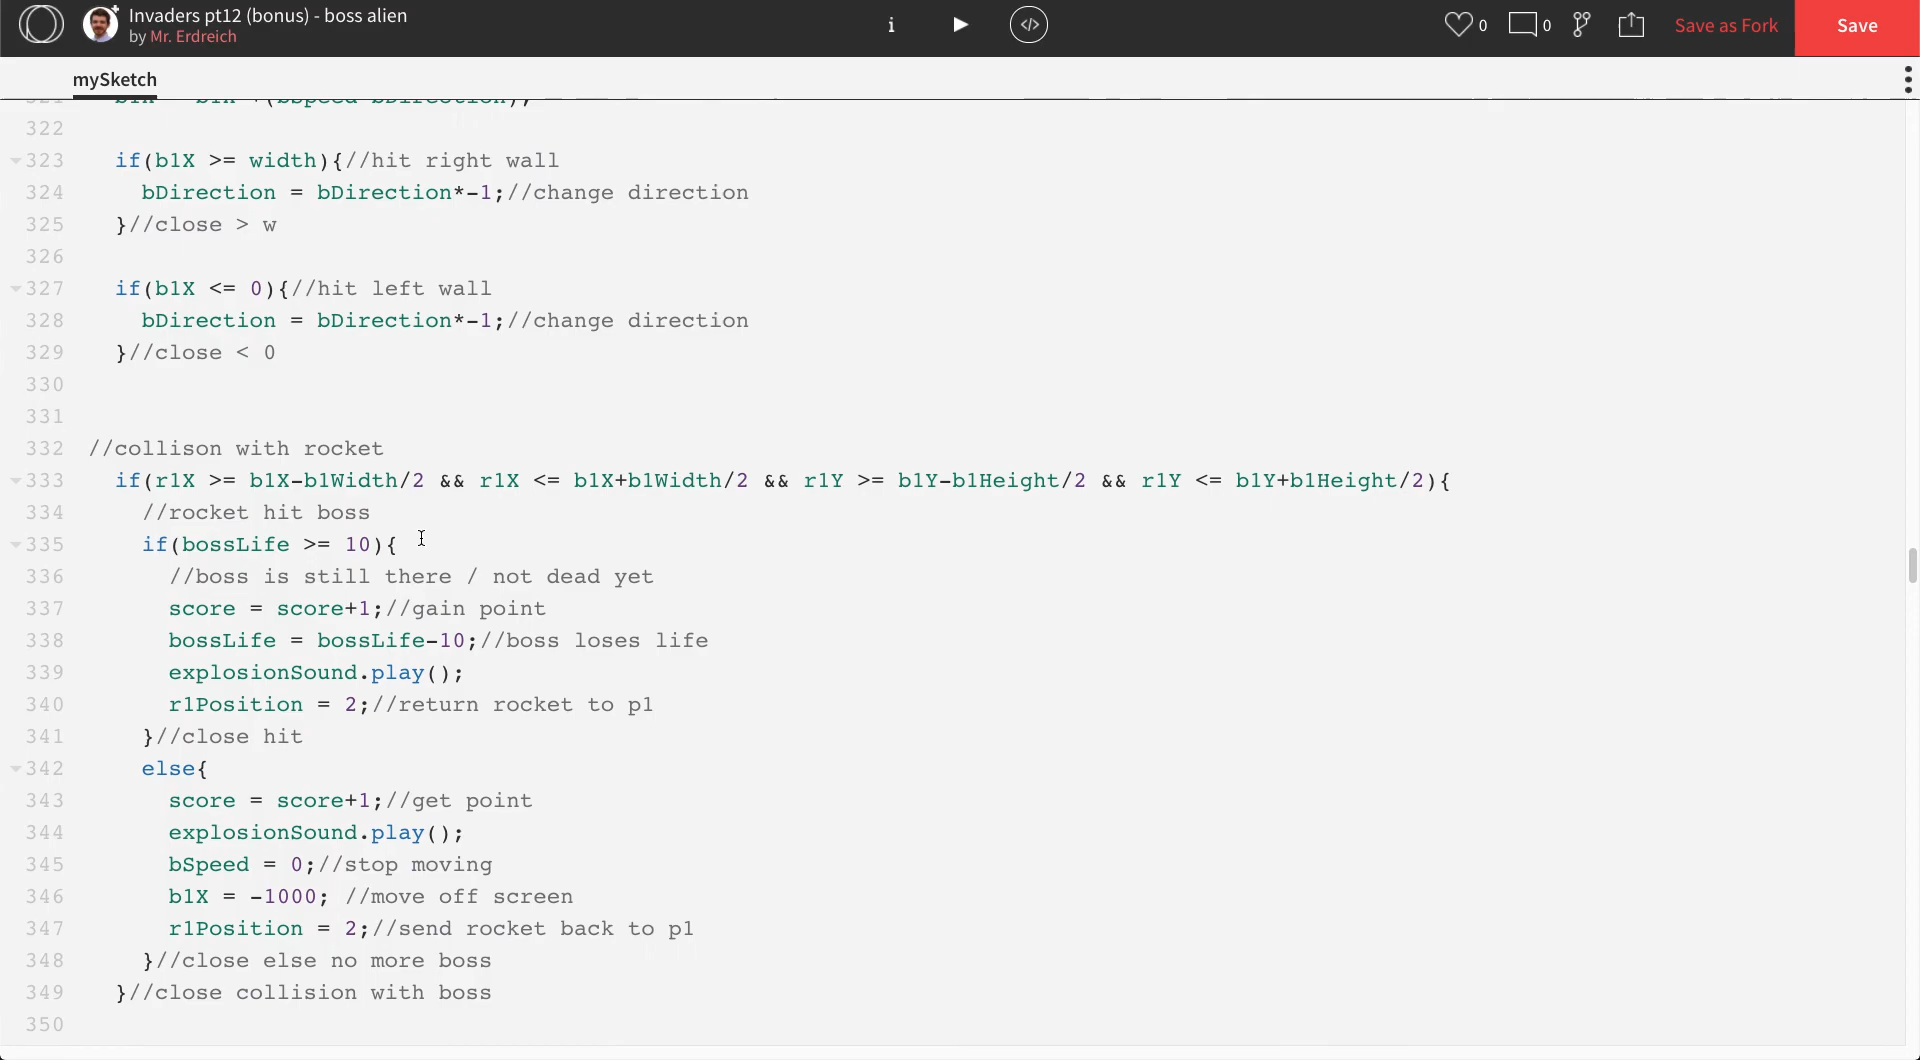 Invaders pt12 (bonus) - boss alien
by Mr. Erdreich
i
</>
0
0
Save as Fork
Save
mySketch
322
323 if(b1X >= width){//hit right wall
324 bDirection = bDirection*-1;//change direction
325 }//close > w
326
327 if(b1X <= 0){//hit left wall
328 bDirection = bDirection*-1;//change direction
329 }//close < 0
330
331
332 //collison with rocket
333 if(r1X >= b1X-b1Width/2 && r1X <= b1X+b1Width/2 && r1Y >= b1Y-b1Height/2 && r1Y <= b1Y+b1Height/2){
334 //rocket hit boss
335 if(bossLife >= 10){
336 //boss is still there / not dead yet
337 score = score+1;//gain point
338 bossLife = bossLife-10;//boss loses life
339 explosionSound.play();
340 r1Position = 2;//return rocket to p1
341 }//close hit
342 else{
343 score = score+1;//get point
344 explosionSound.play();
345 bSpeed = 0;//stop moving
346 b1X = -1000; //move off screen
347 r1Position = 2;//send rocket back to p1
348 }//close else no more boss
349 }//close collision with boss
350